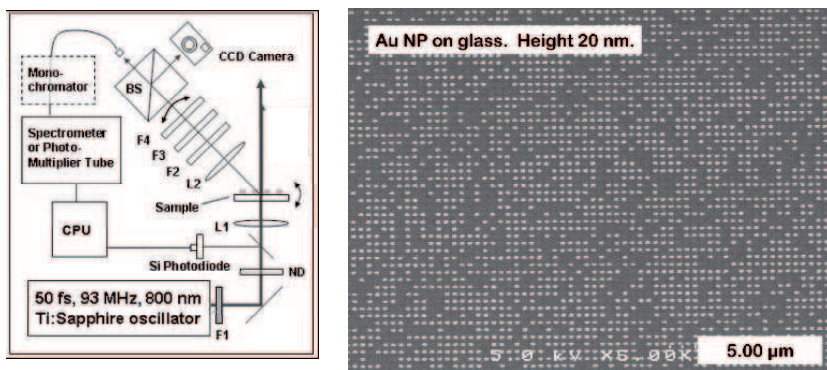 CCD Camera
Mono-
chromator
BS
Spectrometer
or Photo-
Multiplier Tube
F4
F3
F2
L2
Sample
L1
CPU
Si Photodiode
ND
50 fs, 93 MHz, 800 nm
Ti:Sapphire oscillator
F1
Au NP on glass. Height 20 nm.
5.0 kV X6.00K
5.00 µm